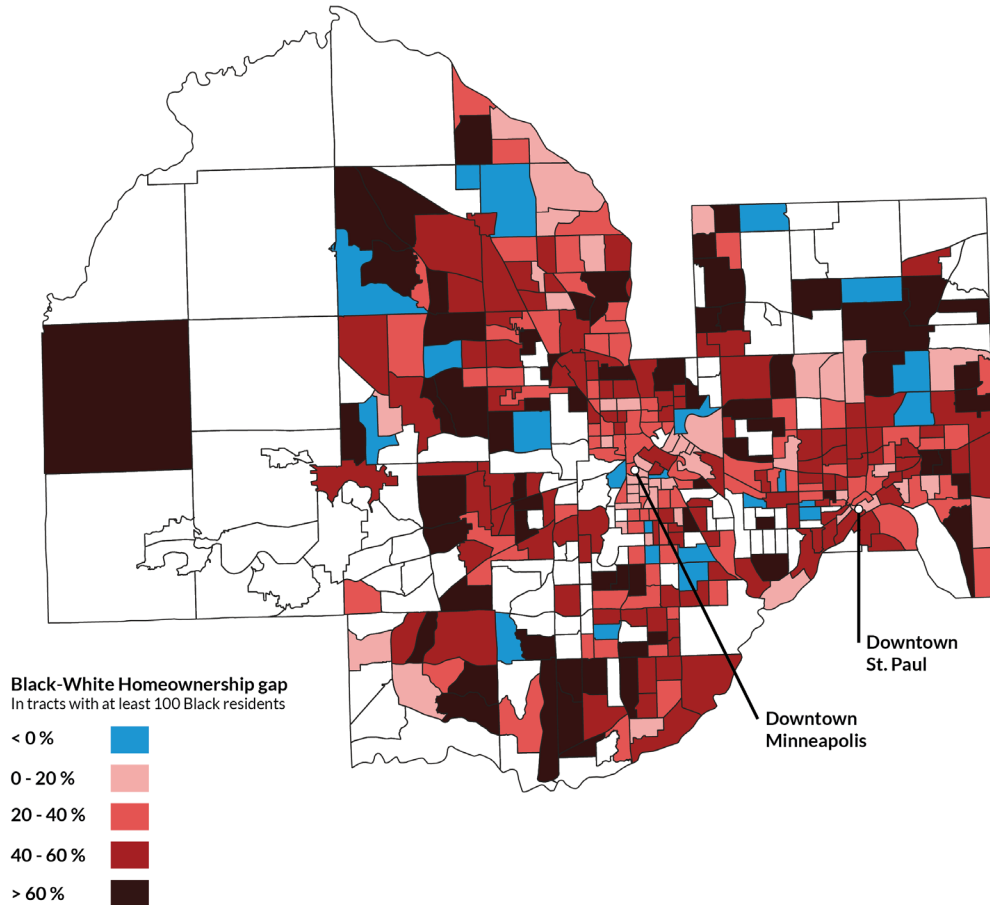 Downtown
St. Paul
Downtown
Minneapolis
Black-White Homeownership gap
In tracts with at least 100 Black residents
< 0 %
0 - 20 %
20 - 40 %
40 - 60 %
> 60 %